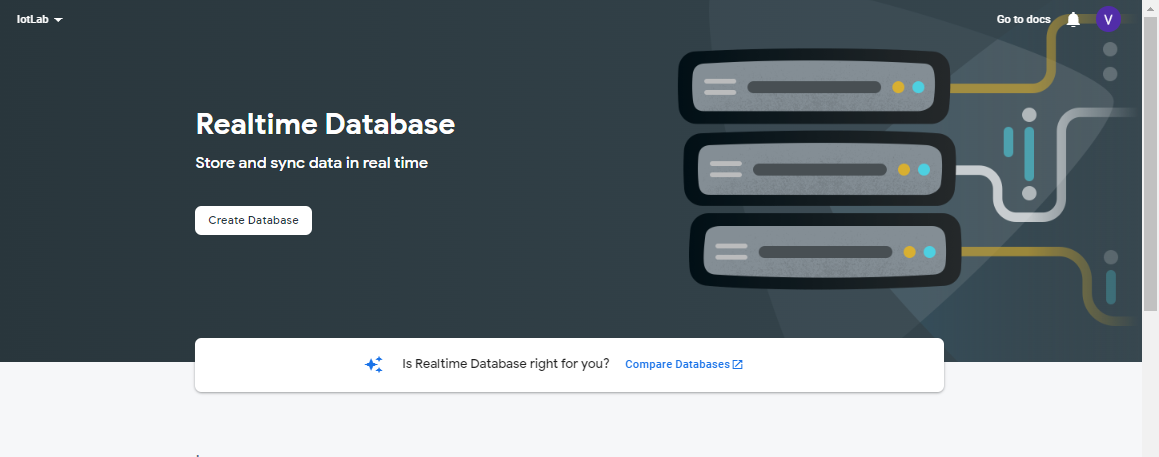 IotLab
Go to docs
V
Realtime Database
Store and sync data in real time
Create Database
Is Realtime Database right for you? Compare Databases